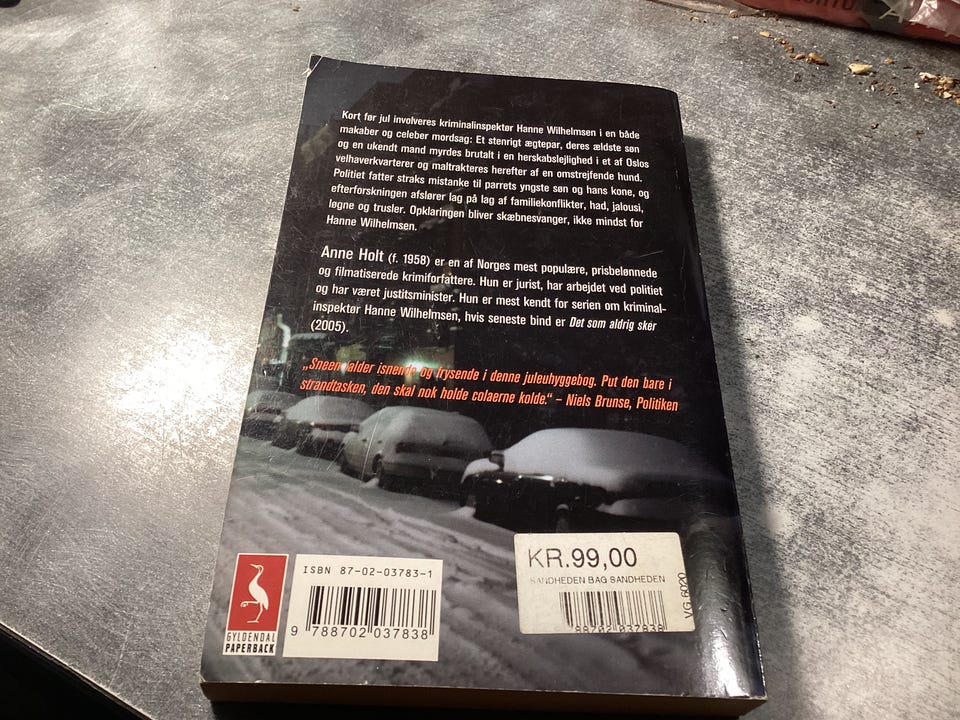 Kort før jul involveres kriminalinspektør Hanne Wilhelmsen i en både
makaber og celeber mordsag: Et stenrigt ægtepar, deres ældste søn
og en ukendt mand myrdes brutalt i en herskabslejlighed i et af Oslos
velhaverkvarterer og maltrakteres herefter af en omstrejfende hund.
Politiet fatter straks mistanke til parrets yngste søn og hans kone, og
efterforskningen afslører lag på lag af familiekonflikter, had, jalousi,
løgne og trusler. Opklaringen bliver skæbnesvanger, ikke mindst for
Hanne Wilhelmsen.
Anne Holt (f. 1958) er en af Norges mest populære, prisbelønnede
og filmatiserede krimiforfattere. Hun er jurist, har arbejdet ved politiet
og har været justitsminister. Hun er mest kendt for serien om kriminal-
inspektør Hanne Wilhelmsen, hvis seneste bind er Det som aldrig skér
(2005).
„Sneen falder isnende og frysende i denne juleuhyggebog. Put den bare i
strandtasken, den skal nok holde colaerne kolde.“ – Niels Brunse, Politiken
GYLDENDAL
PAPERBACK
ISBN 87-02-03783-1
9 788702 037838
KR.99,00
SANDHEDEN BAG SANDHEDEN
88702 037838
VG 6020